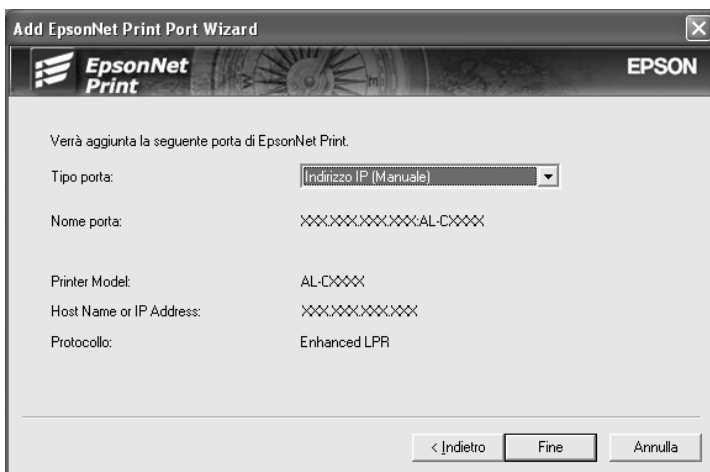 Add EpsonNet Print Port Wizard
EpsonNet
Print
EPSON
Verrà aggiunta la seguente porta di EpsonNet Print.
Tipo porta: Indirizzo IP (Manuale)
Nome porta: XXX.XXX.XXX.XXX:AL-CXXXX
Printer Model: AL-CXXXX
Host Name or IP Address: XXX.XXX.XXX.XXX
Protocollo: Enhanced LPR
< Indietro Fine Annulla